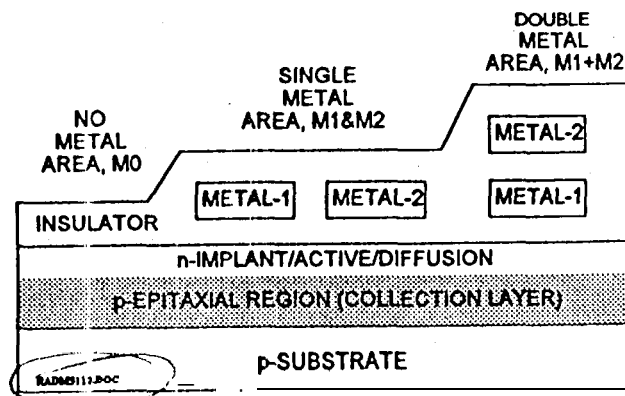 DOUBLE
METAL
AREA, M1+M2
SINGLE
METAL
AREA, M1&M2
NO
METAL
AREA, M0
METAL-2
METAL-1
METAL-2
METAL-1
INSULATOR
n-IMPLANT/ACTIVE/DIFFUSION
p-EPITAXIAL REGION (COLLECTION LAYER)
p-SUBSTRATE